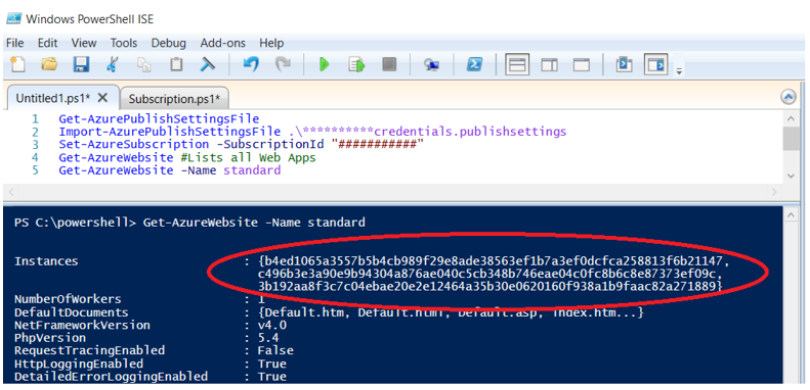 Windows PowerShell ISE
File Edit View Tools Debug Add-ons Help
Untitled1.ps1* X Subscription.ps1*
1 Get-AzurePublishSettingsFile
2 Import-AzurePublishSettingsFile .\**********credentials.publishsettings
3 Set-AzureSubscription -SubscriptionId "###########"
4 Get-AzureWebsite #Lists all Web Apps
5 Get-AzureWebsite -Name standard
PS C:\powershell> Get-AzureWebsite -Name standard
Instances : {b4ed1065a3557b5b4cb989f29e8ade38563ef1b7a3ef0dcfca258813f6b21147,
c496b3e3a90e9b94304a876ae040c5cb348b746eae04c0fc8b6c8e87373ef09c,
3b192aa8f3c7c04ebae20e2e12464a35b30e0620160f938a1b9faac82a271889}
NumberOfWorkers : 1
DefaultDocuments : {Default.htm, Default.html, Default.asp, index.htm...}
NetFrameworkVersion : v4.0
PhpVersion : 5.4
RequestTracingEnabled : False
HttpLoggingEnabled : True
DetailedErrorLoggingEnabled : True